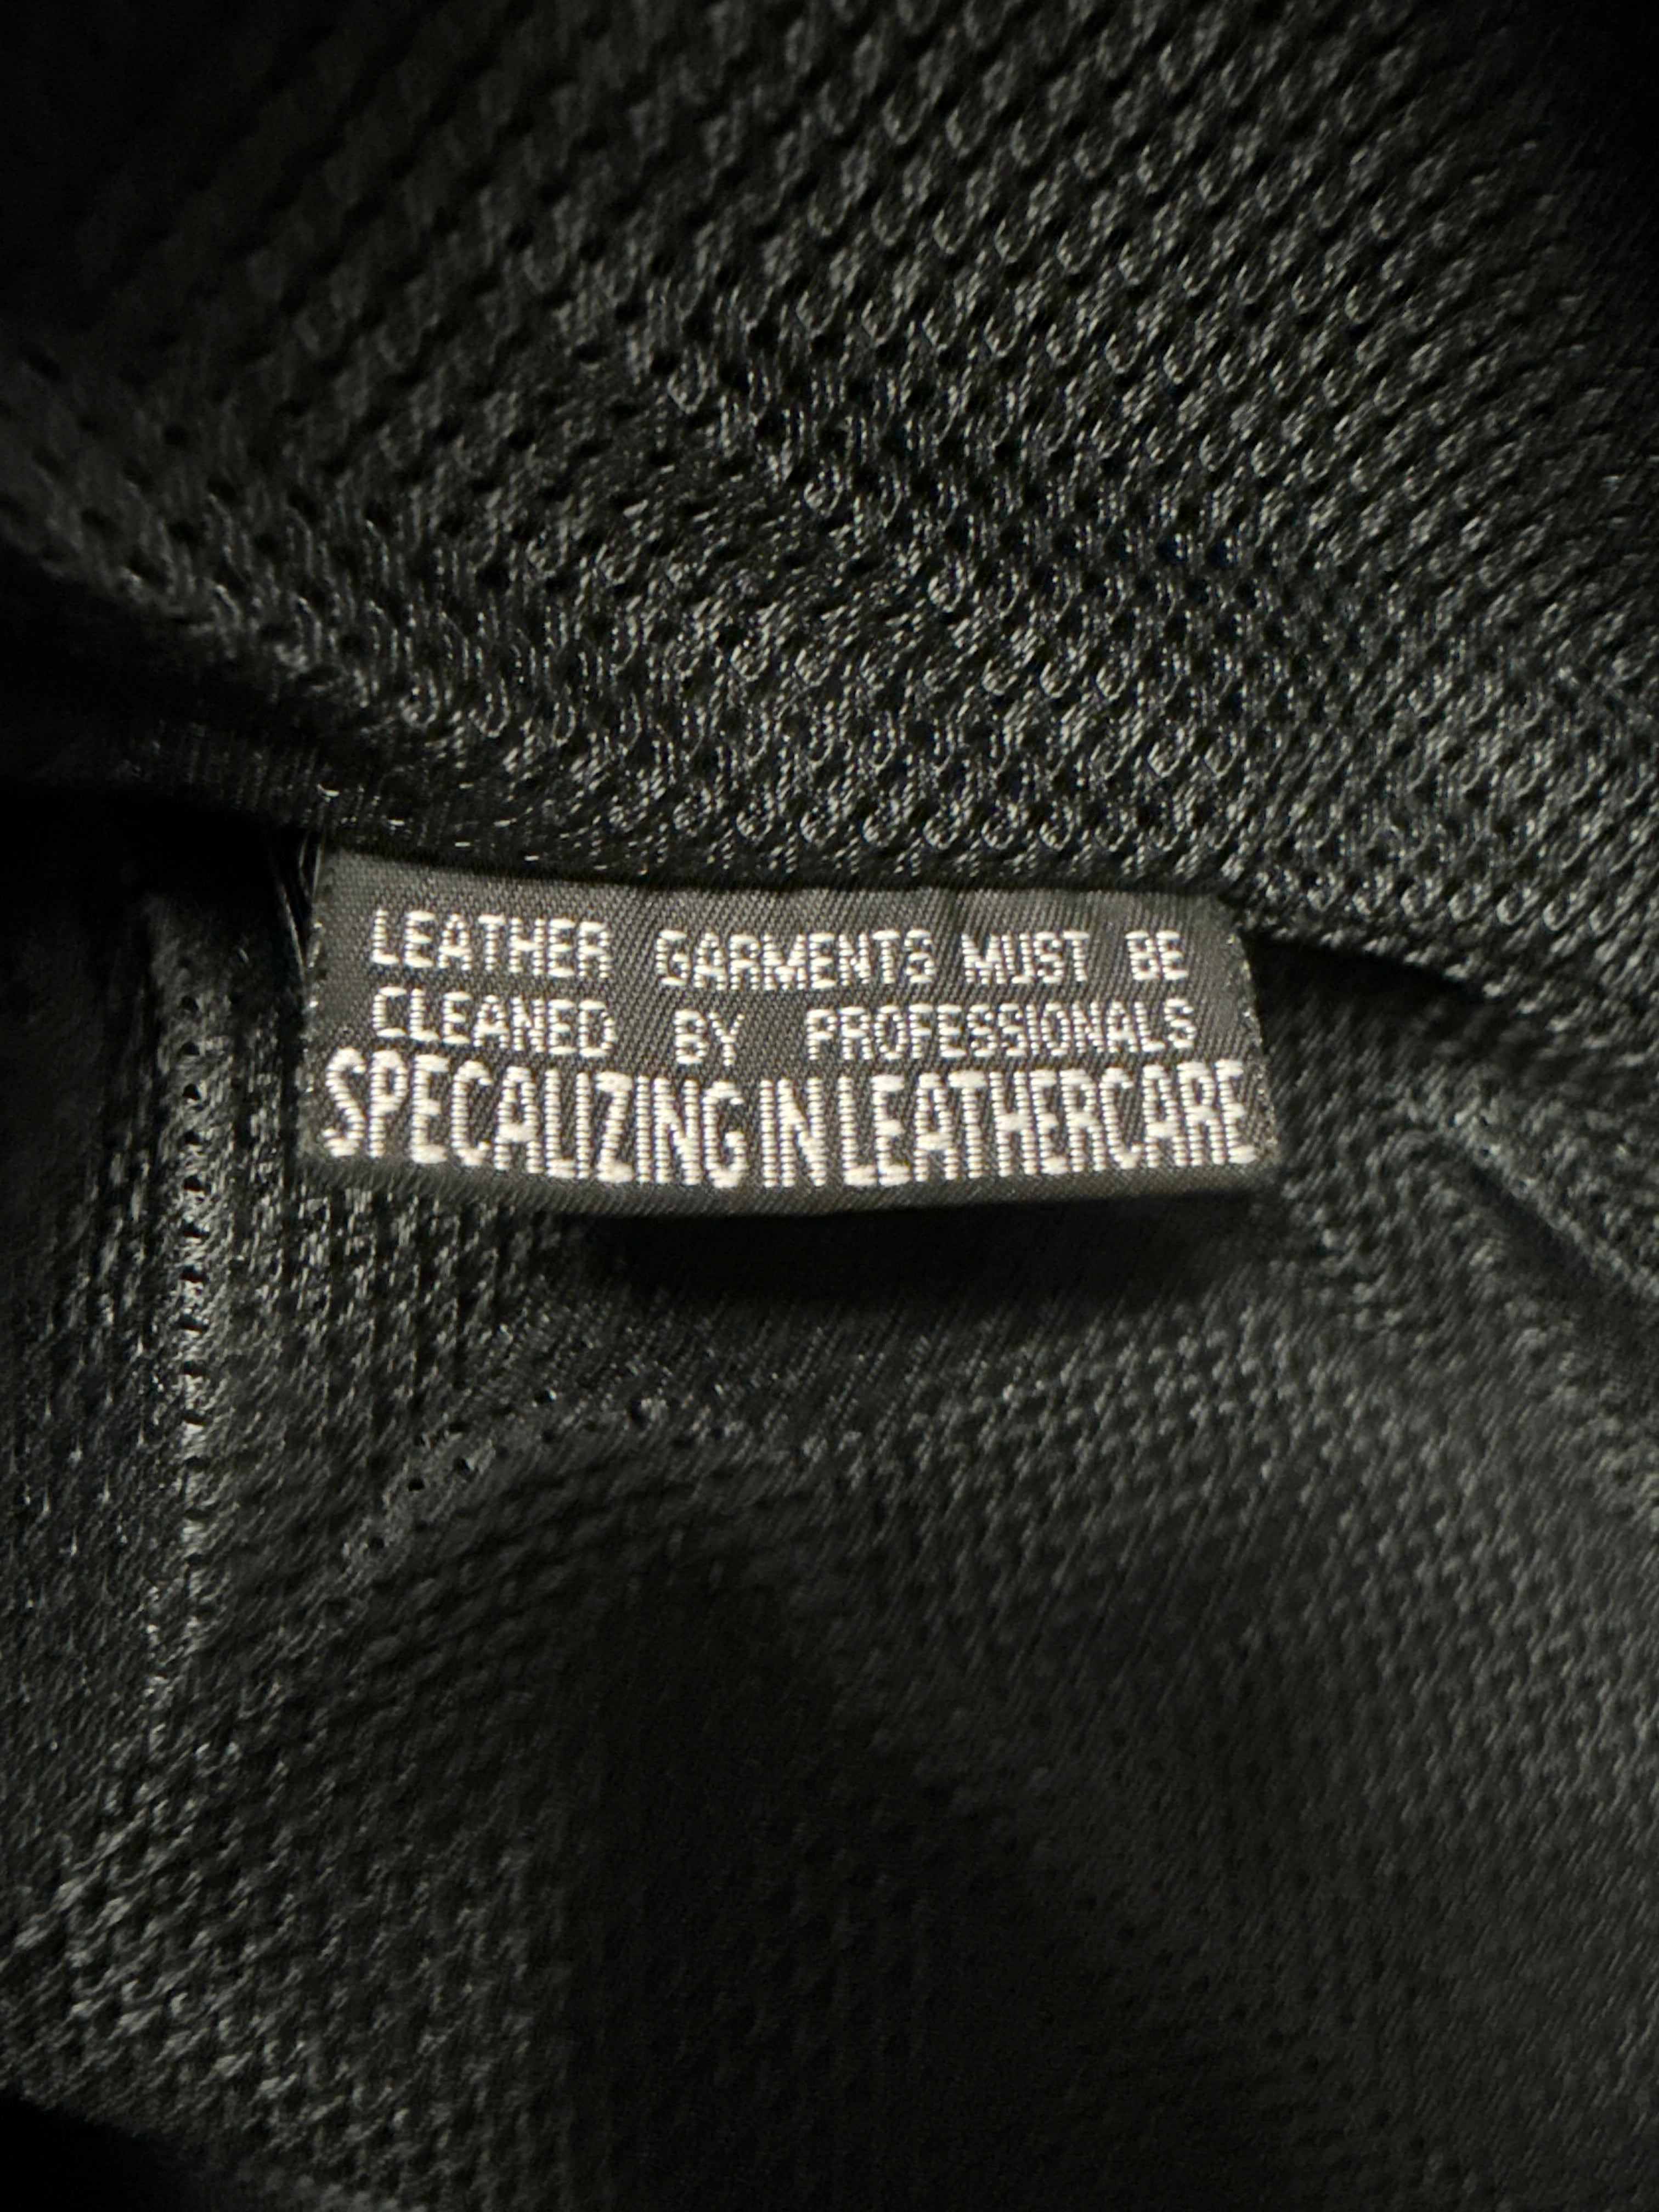 LEATHER GARMENTS MUST BE
CLEANED BY PROFESSIONALS
SPECALIZING IN LEATHERCARE